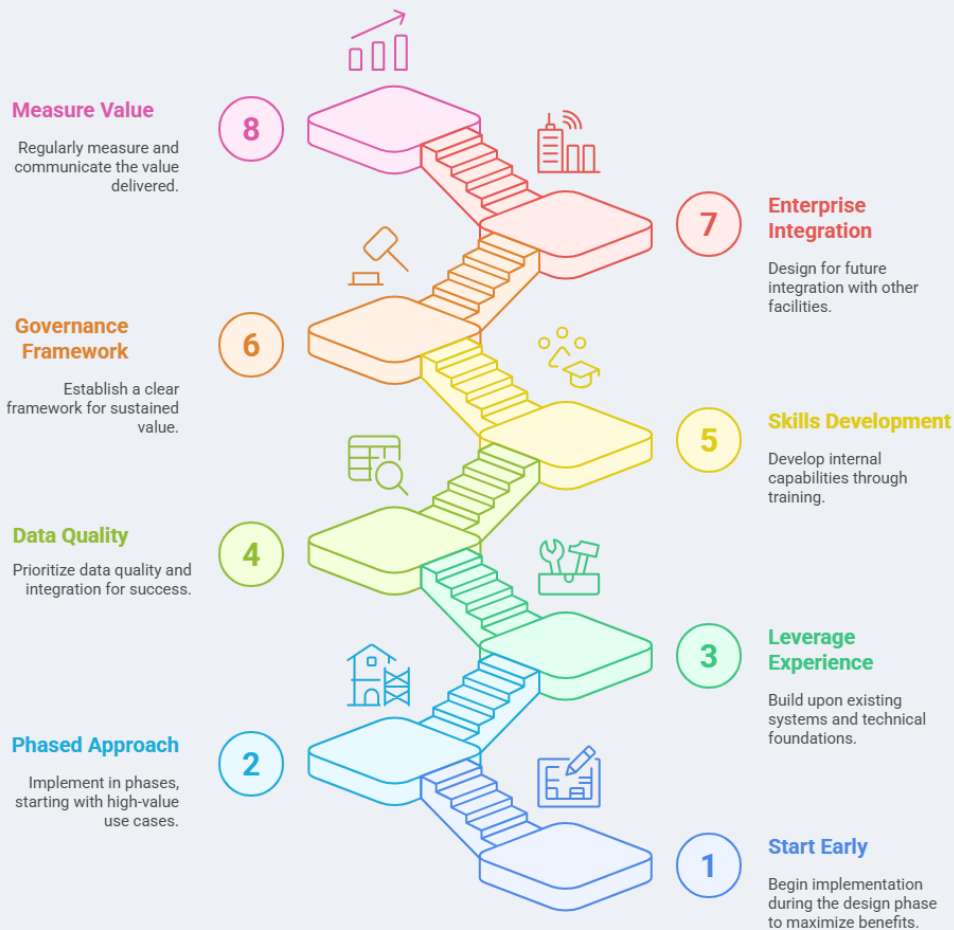 Measure Value
8
Regularly measure and
communicate the value
delivered.
Enterprise
Integration
7
Design for future
integration with other
facilities.
Governance
Framework
6
Establish a clear
framework for sustained
value.
Skills Development
5
Develop internal
capabilities through
training.
Data Quality
4
Prioritize data quality and
integration for success.
Leverage
Experience
3
Build upon existing
systems and technical
foundations.
Phased Approach
2
Implement in phases,
starting with high-value
use cases.
Start Early
1
Begin implementation
during the design phase
to maximize benefits.